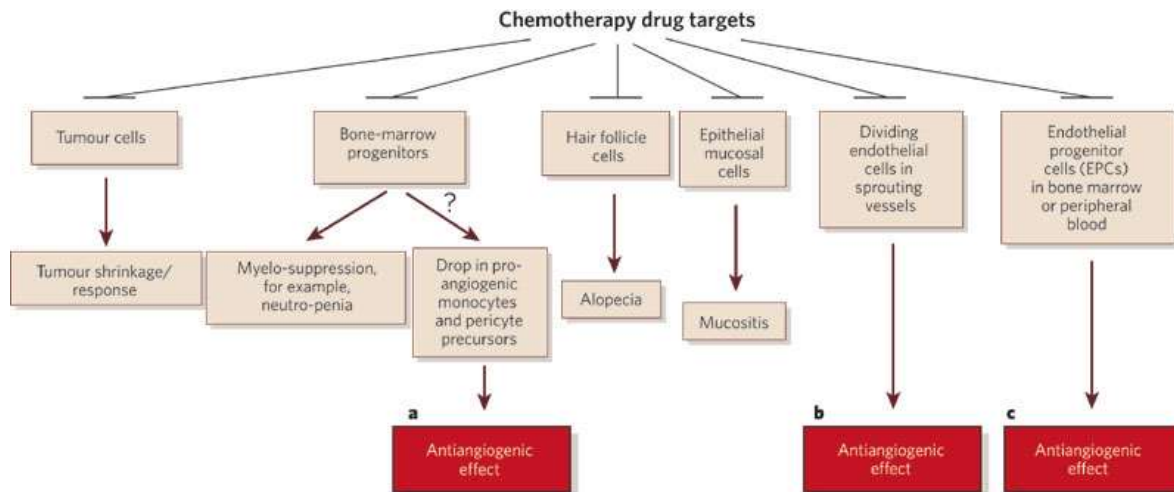 Chemotherapy drug targets
Tumour cells
Bone-marrow
progenitors
Hair follicle
cells
Epithelial
mucosal
cells
Dividing
endothelial
cells in
sprouting
vessels
Endothelial
progenitor
cells (EPCs)
in bone marrow
or peripheral
blood
?
Tumour shrinkage/
response
Myelo-suppression,
for example,
neutro-penia
Drop in pro-
angiogenic
monocytes
and pericyte
precursors
Alopecia
Mucositis
a
Antiangiogenic
effect
b
Antiangiogenic
effect
c
Antiangiogenic
effect